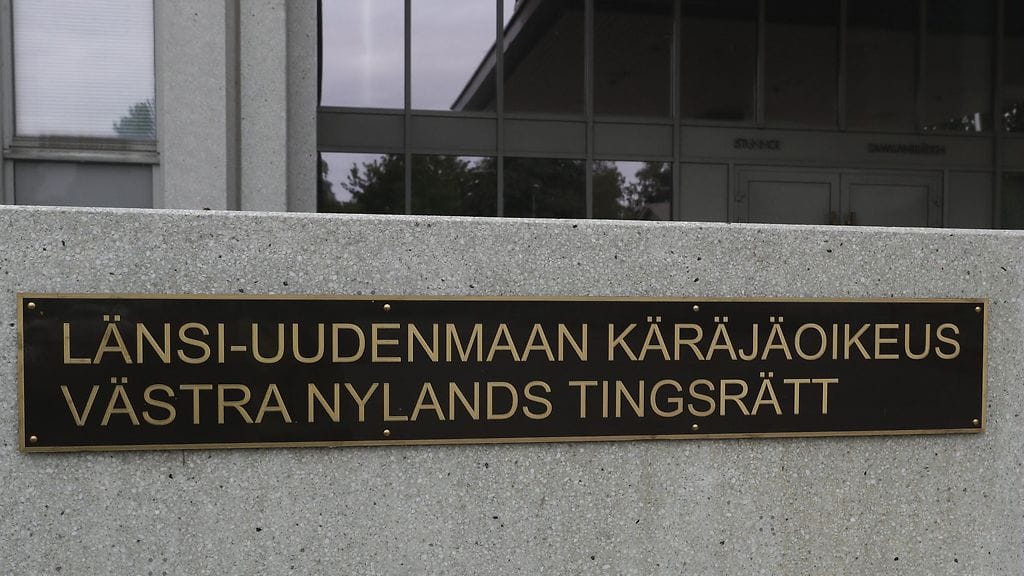 LÄNSI-UUDENMAAN KÄRÄJÄOIKEUS
VÄSTRA NYLANDS TINGSRÄTT